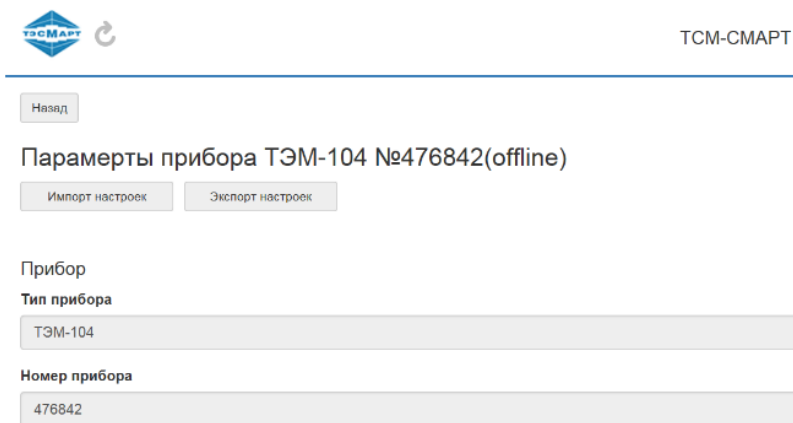 ТЭСМАРТ
ТСМ-СМАРТ
Назад
Парамерты прибора ТЭМ-104 №476842(offline)
Импорт настроек Экспорт настроек
Прибор
Тип прибора
ТЭМ-104
Номер прибора
476842